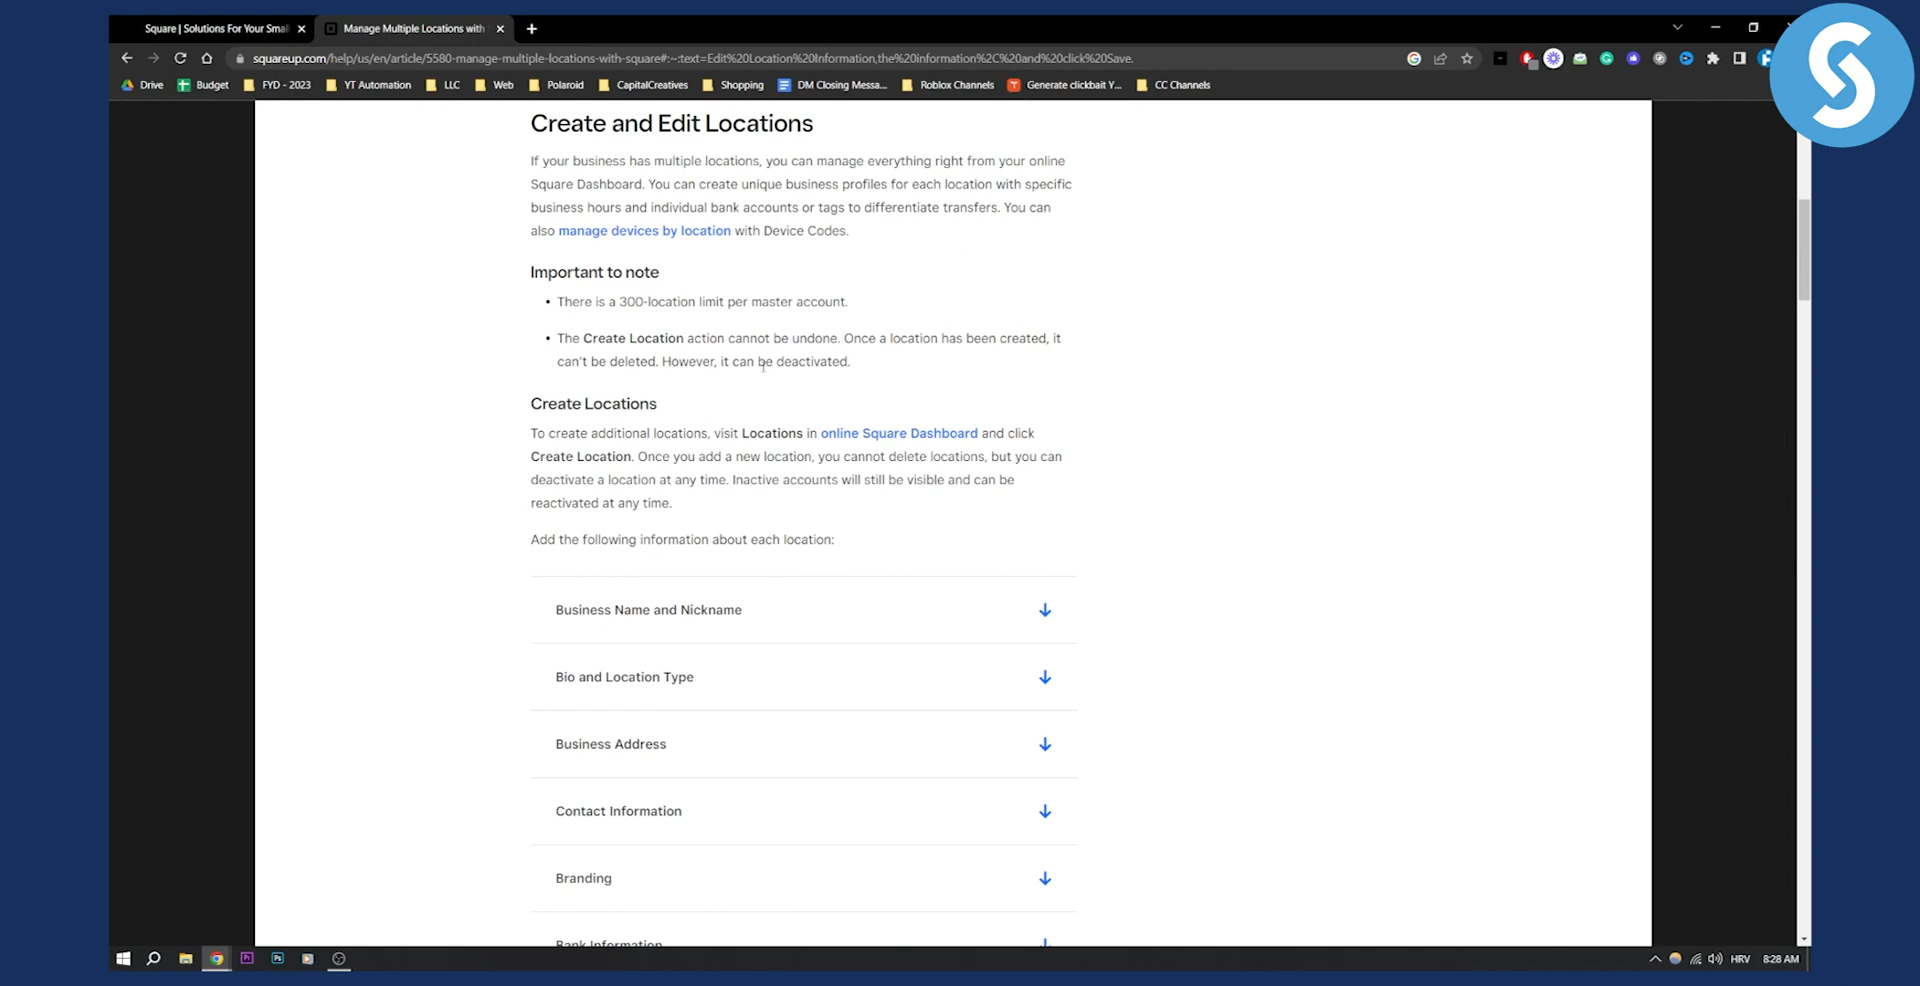 Square | Solutions For Your Smal
Manage Multiple Locations with
squareup.com/help/us/en/article/5580-manage-multiple-locations-with-square#:~:text=Edit%20Location%20Information,the%20information%2C%20and%20click%20Save.
Drive Budget FYD - 2023 YT Automation LLC Web Polaroid CapitalCreatives Shopping DM Closing Messa... Roblox Channels Generate clickbait Y... CC Channels
Create and Edit Locations
If your business has multiple locations, you can manage everything right from your online
Square Dashboard. You can create unique business profiles for each location with specific
business hours and individual bank accounts or tags to differentiate transfers. You can
also manage devices by location with Device Codes.
Important to note
• There is a 300-location limit per master account.
• The Create Location action cannot be undone. Once a location has been created, it
can't be deleted. However, it can be deactivated.
Create Locations
To create additional locations, visit Locations in online Square Dashboard and click
Create Location. Once you add a new location, you cannot delete locations, but you can
deactivate a location at any time. Inactive accounts will still be visible and can be
reactivated at any time.
Add the following information about each location:
Business Name and Nickname
Bio and Location Type
Business Address
Contact Information
Branding
Bank Information
HRV 8:28 AM